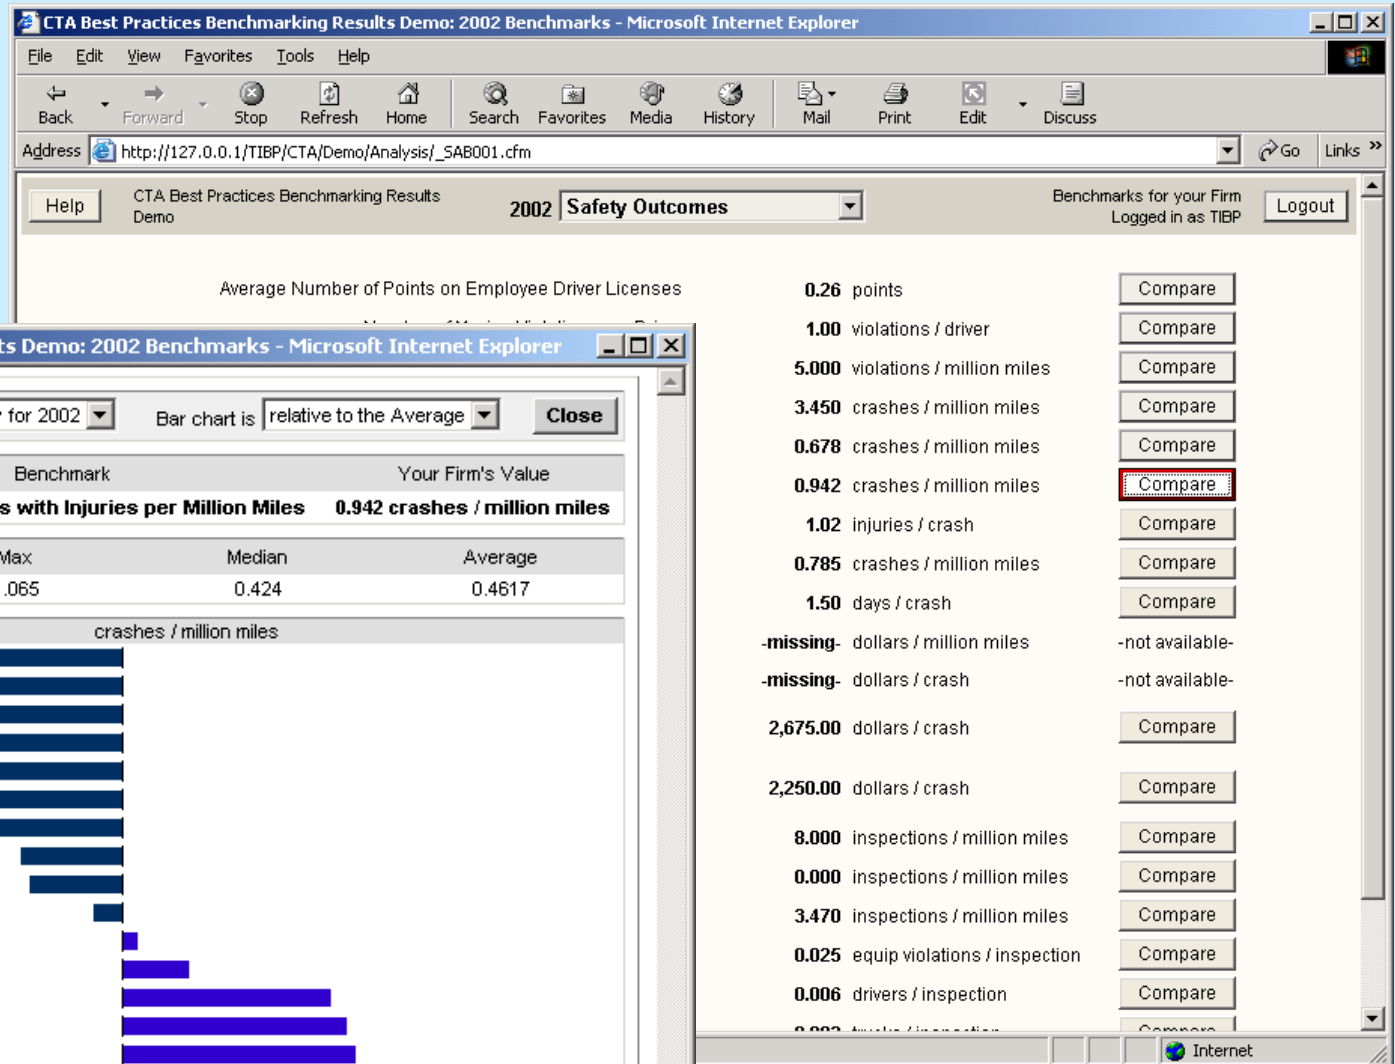 CTA Best Practices Benchmarking Results Demo: 2002 Benchmarks - Microsoft Internet Explorer
File Edit View Favorites Tools Help
Back Forward Stop Refresh Home Search Favorites Media History Mail Print Edit Discuss
Address http://127.0.0.1/TIBP/CTA/Demo/Analysis/_SAB001.cfm Go Links »
Help CTA Best Practices Benchmarking Results Demo 2002 Safety Outcomes Benchmarks for your Firm Logged in as TIBP Logout
Average Number of Points on Employee Driver Licenses 0.26 points Compare
1.00 violations / driver Compare
5.000 violations / million miles Compare
3.450 crashes / million miles Compare
0.678 crashes / million miles Compare
0.942 crashes / million miles Compare
1.02 injuries / crash Compare
0.785 crashes / million miles Compare
1.50 days / crash Compare
-missing- dollars / million miles -not available-
-missing- dollars / crash -not available-
2,675.00 dollars / crash Compare
2,250.00 dollars / crash Compare
8.000 inspections / million miles Compare
0.000 inspections / million miles Compare
3.470 inspections / million miles Compare
0.025 equip violations / inspection Compare
0.006 drivers / inspection Compare
Internet
ts Demo: 2002 Benchmarks - Microsoft Internet Explorer
for 2002 Bar chart is relative to the Average Close
Benchmark Your Firm's Value
s with Injuries per Million Miles 0.942 crashes / million miles
Max Median Average
.065 0.424 0.4617
crashes / million miles